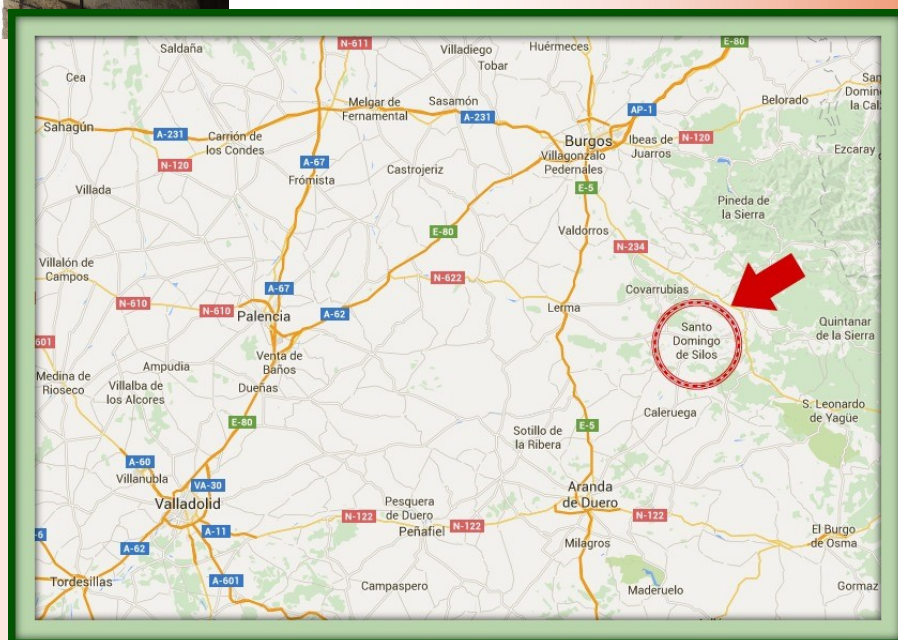 N-611
E-80
Saldaña
Villadiego
Huérmeces
Tobar
Cea
Melgar de
Fernamental
Sasamón
AP-1
Belorado
A-231
Sahagún
A-231
Carrión de
los Condes
Burgos
Ibeas de
Juarros
N-120
N-120
A-67
Villagonzalo
Pedernales
Ezcaray
Frómista
Castrojeriz
E-5
Villada
Pineda de
la Sierra
E-80
Valdorros
N-234
Villalón de
Campos
N-622
A-67
Covarrubias
N-610
N-610
Palencia
A-62
Lerma
Santo
Domingo
de Silos
Quintanar
de la Sierra
601
Venta de
Baños
Medina de
Rioseco
Ampudia
Villalba de
los Alcores
Dueñas
S. Leonardo
de Yagüe
Caleruega
E-80
Sotillo de
la Ribera
E-5
A-60
Villanubla
VA-30
Valladolid
Aranda
de Duero
Pesquera
de Duero
N-122
Peñafiel
N-122
N-122
A-11
El Burgo
de Osma
A-62
Milagros
Tordesillas
A-601
Campaspero
Maderuelo
Gormaz